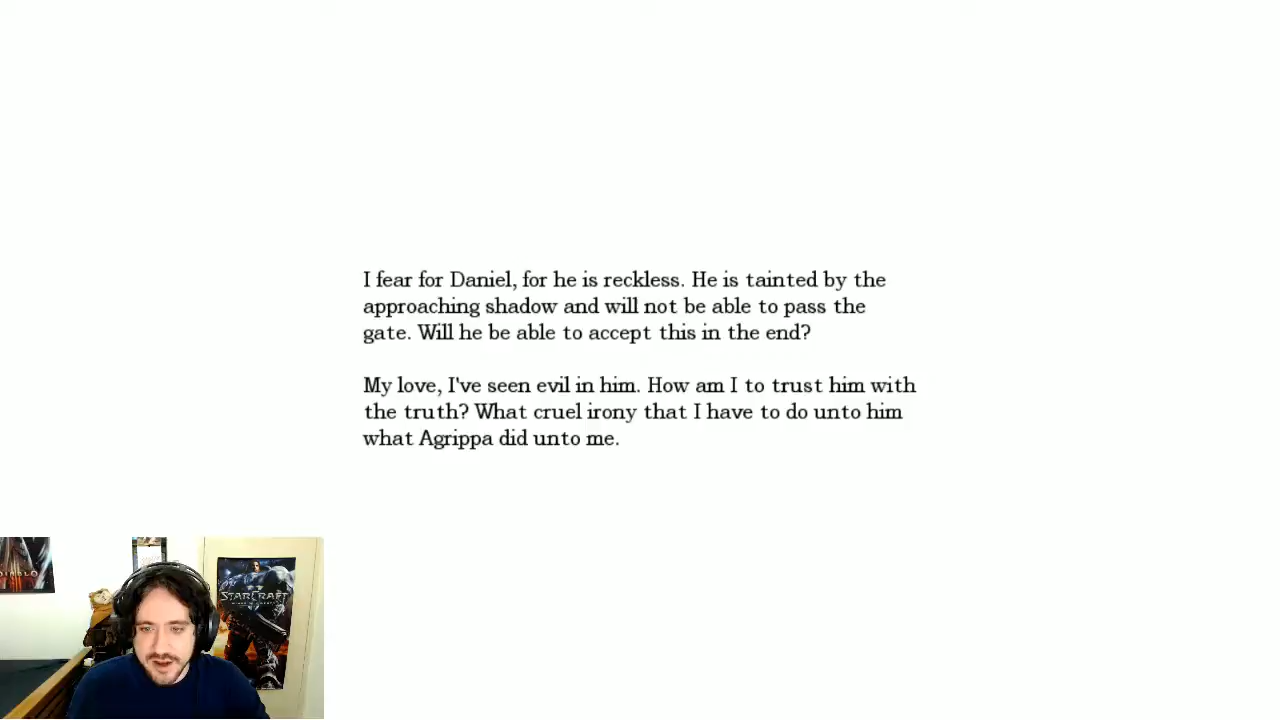 I fear for Daniel, for he is reckless. He is tainted by the
approaching shadow and will not be able to pass the
gate. Will he be able to accept this in the end?
My love, I've seen evil in him. How am I to trust him with
the truth? What cruel irony that I have to do unto him
what Agrippa did unto me.
DIABLO
STARCRAFT